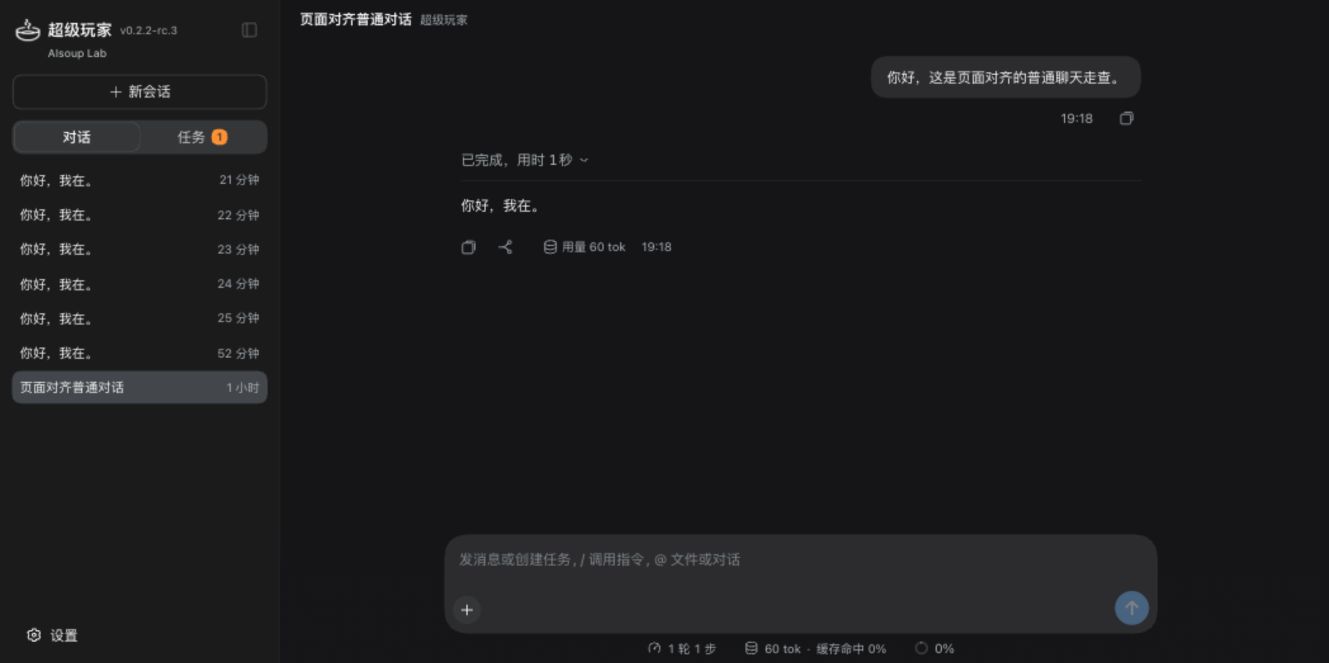 超级玩家 v0.2.2-rc.3
AIsoup Lab
+ 新会话
对话 任务 1
你好，我在。 21 分钟
你好，我在。 22 分钟
你好，我在。 23 分钟
你好，我在。 24 分钟
你好，我在。 25 分钟
你好，我在。 52 分钟
页面对齐普通对话 1 小时
设置
页面对齐普通对话 超级玩家
你好，这是页面对齐的普通聊天走查。
19:18
已完成，用时 1秒
你好，我在。
用量 60 tok 19:18
发消息或创建任务, / 调用指令, @ 文件或对话
1 轮 1 步 60 tok · 缓存命中 0% 0%